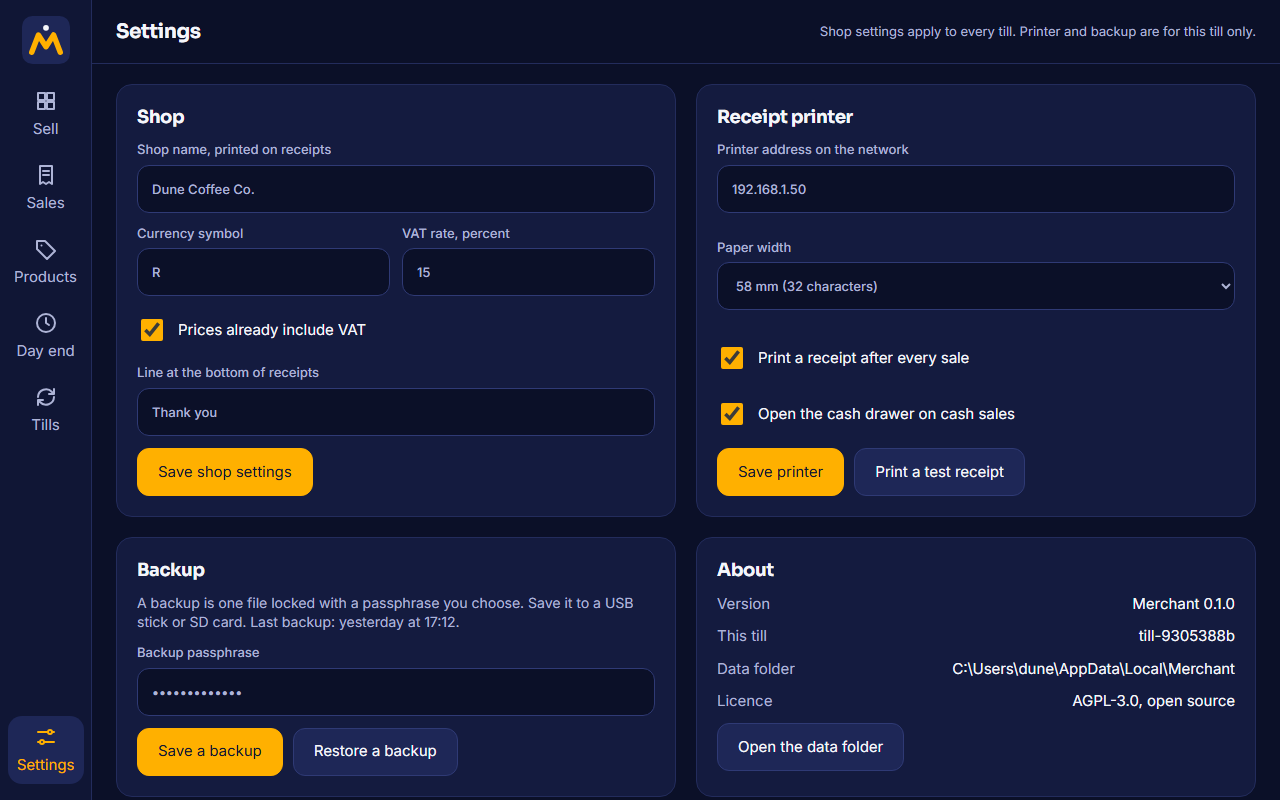 Settings
Shop settings apply to every till. Printer and backup are for this till only.
Sell
Sales
Products
Day end
Tills
Settings
Shop
Shop name, printed on receipts
Dune Coffee Co.
Currency symbol
VAT rate, percent
R
15
Prices already include VAT
Line at the bottom of receipts
Thank you
Save shop settings
Receipt printer
Printer address on the network
192.168.1.50
Paper width
58 mm (32 characters)
Print a receipt after every sale
Open the cash drawer on cash sales
Save printer
Print a test receipt
Backup
A backup is one file locked with a passphrase you choose. Save it to a USB
stick or SD card. Last backup: yesterday at 17:12.
Backup passphrase
•••••••••••••
Save a backup
Restore a backup
About
Version
Merchant 0.1.0
This till
till-9305388b
Data folder
C:\Users\dune\AppData\Local\Merchant
Licence
AGPL-3.0, open source
Open the data folder